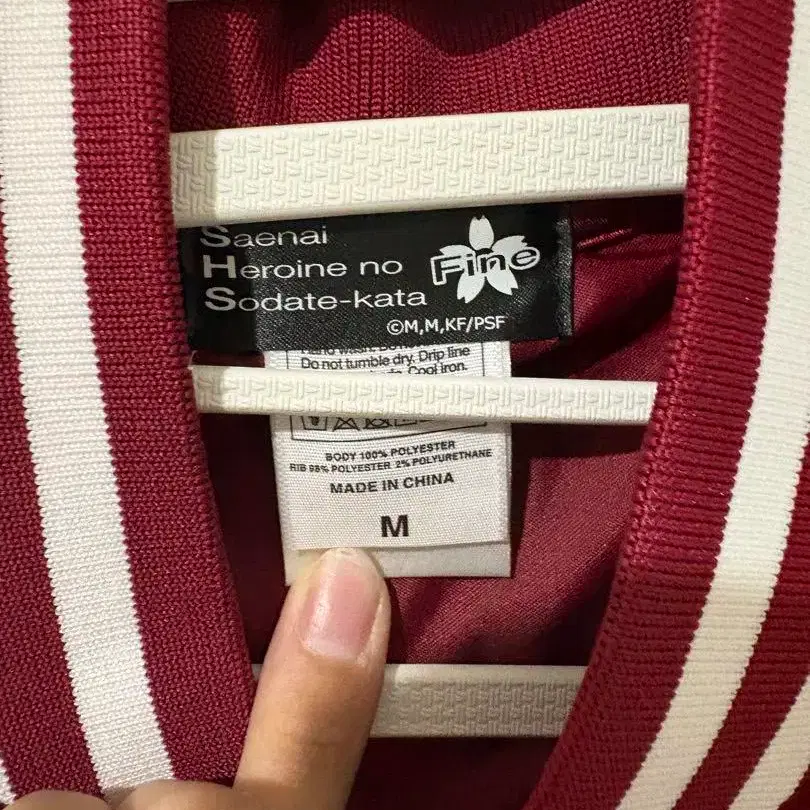 Saenai
Heroine no
Sodate-kata
Fine
©M,M,KF/PSF
Do not tumble dry. Drip line
Cool iron.
BODY 100% POLYESTER
RIB 98% POLYESTER 2% POLYURETHANE
MADE IN CHINA
M